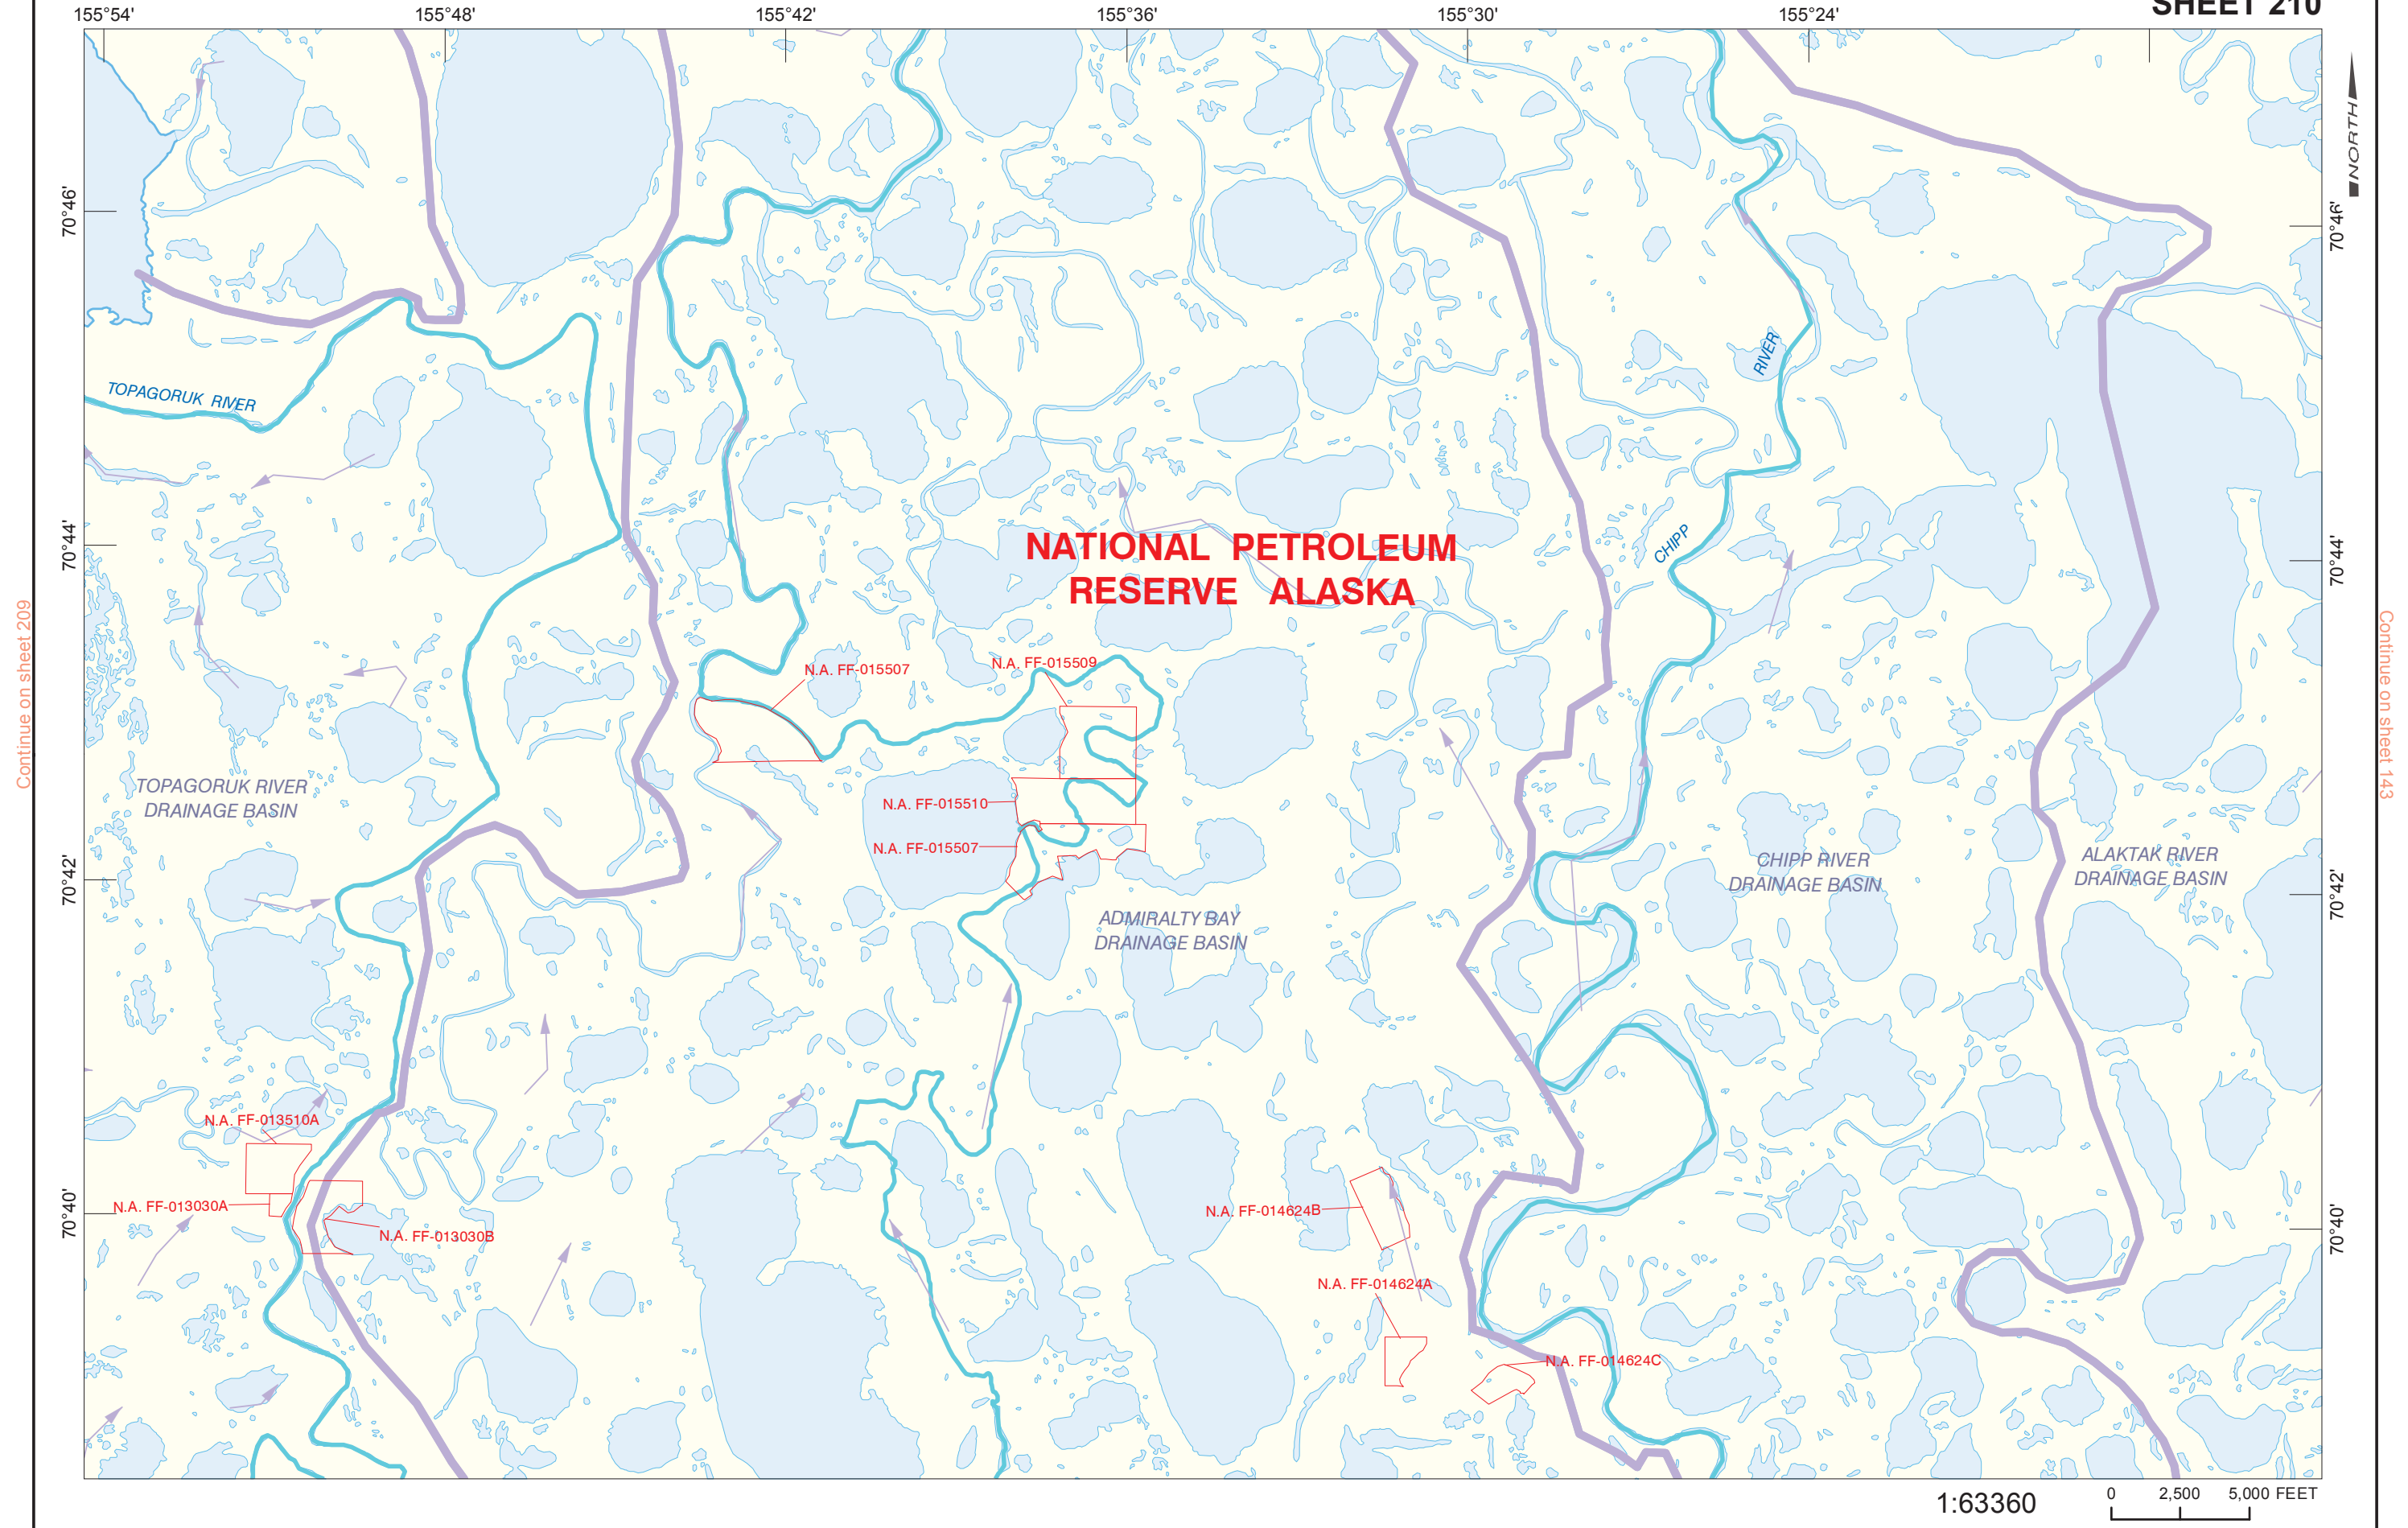 SHEET 210
155°54'
155°48'
155°42'
155°36'
155°30'
155°24'
NORTH
70°46'
70°46'
RIVER
TOPAGORUK RIVER
CHIPP
70°44'
70°44'
NATIONAL PETROLEUM
RESERVE ALASKA
Continue on sheet 209
Continue on sheet 143
N.A. FF-015507
N.A. FF-015509
TOPAGORUK RIVER
DRAINAGE BASIN
N.A. FF-015510
N.A. FF-015507
CHIPP RIVER
DRAINAGE BASIN
ALAKTAK RIVER
DRAINAGE BASIN
70°42'
70°42'
ADMIRALTY BAY
DRAINAGE BASIN
N.A. FF-013510A
N.A. FF-013030A
N.A. FF-013030B
70°40'
70°40'
N.A. FF-014624B
N.A. FF-014624A
N.A. FF-014624C
1:63360
0 2,500 5,000 FEET